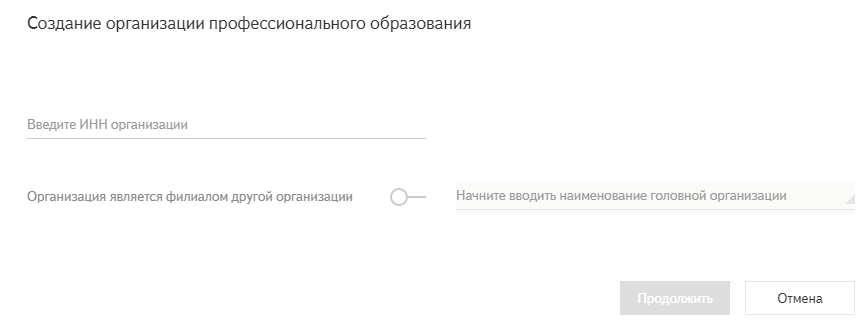 Создание организации профессионального образования
Введите ИНН организации
Организация является филиалом другой организации
Начните вводить наименование головной организации
Продолжить
Отмена